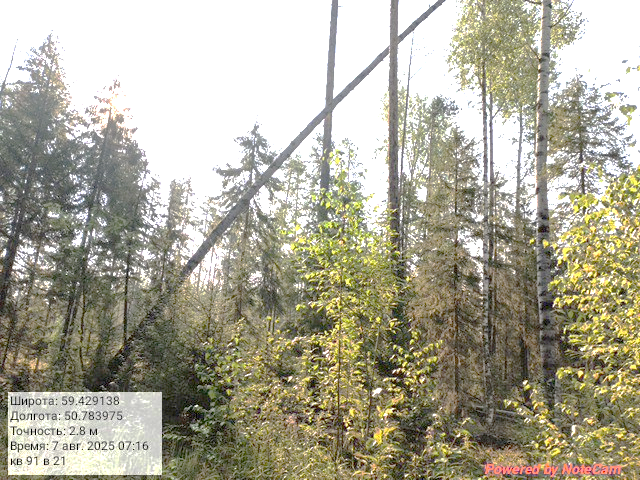 Широта: 59.429138
Долгота: 50.783975
Точность: 2.8 м
Время: 7 авг. 2025 07:16
кв 91 в 21
Powered by NoteCam